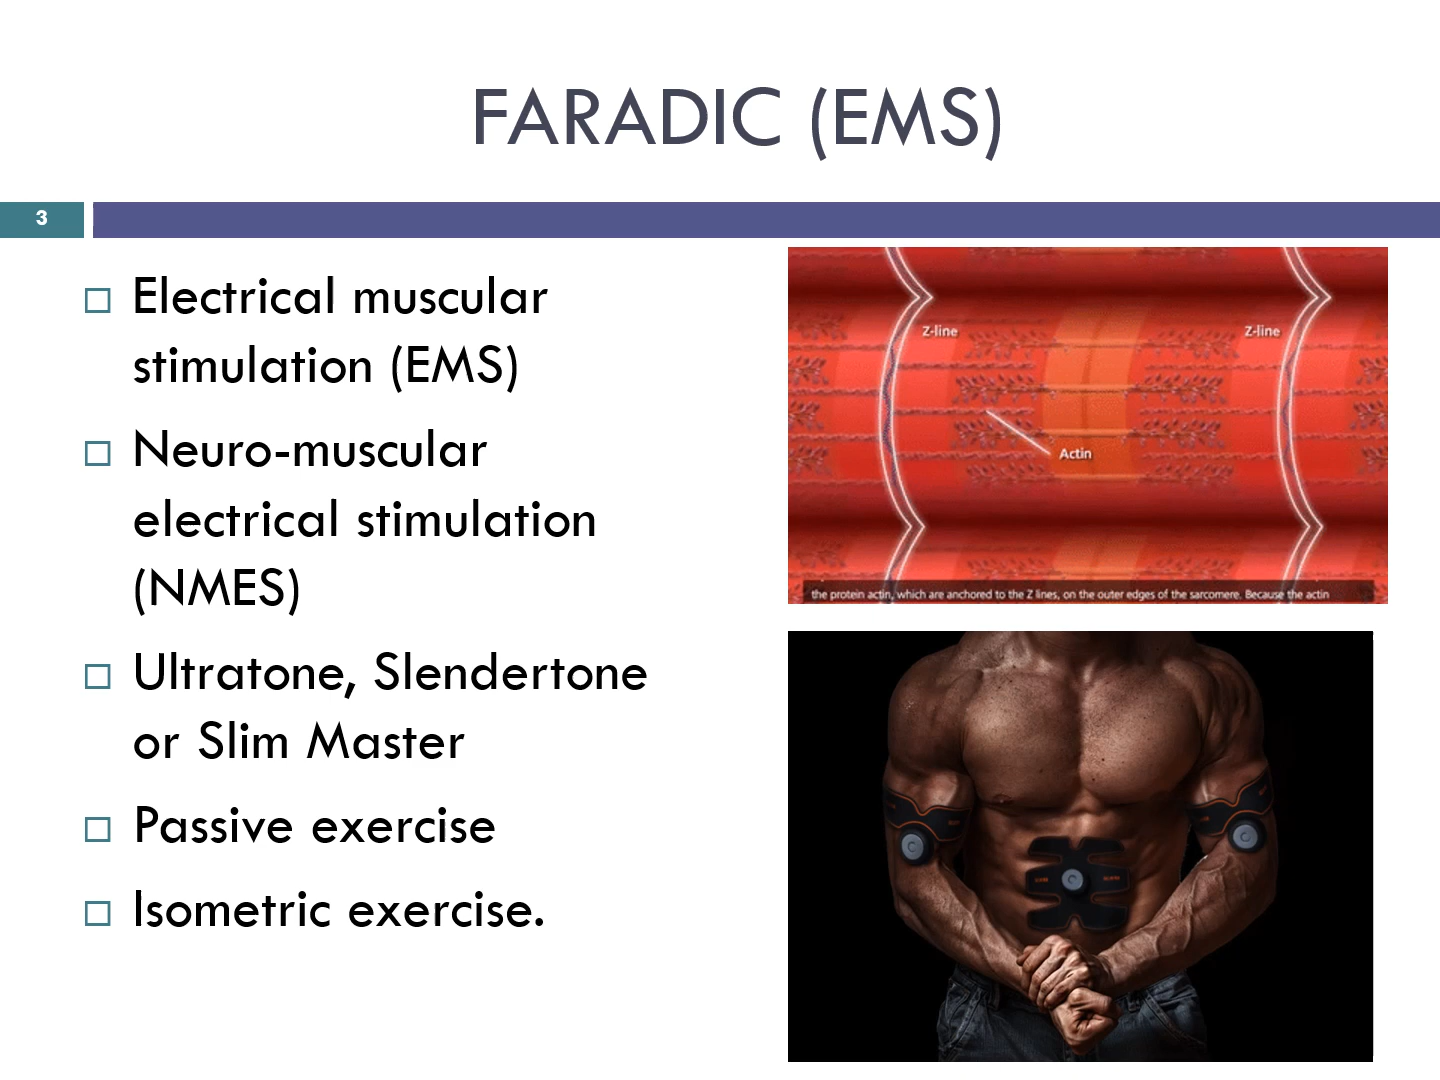 FARADIC (EMS)
3
Electrical muscular
stimulation (EMS)
Neuro-muscular
electrical stimulation
(NMES)
Ultratone, Slendertone
or Slim Master
Passive exercise
Isometric exercise.
Z-line
Z-line
Actin
the protein actin, which are anchored to the Z lines, on the outer edges of the sarcomere. Because the actin